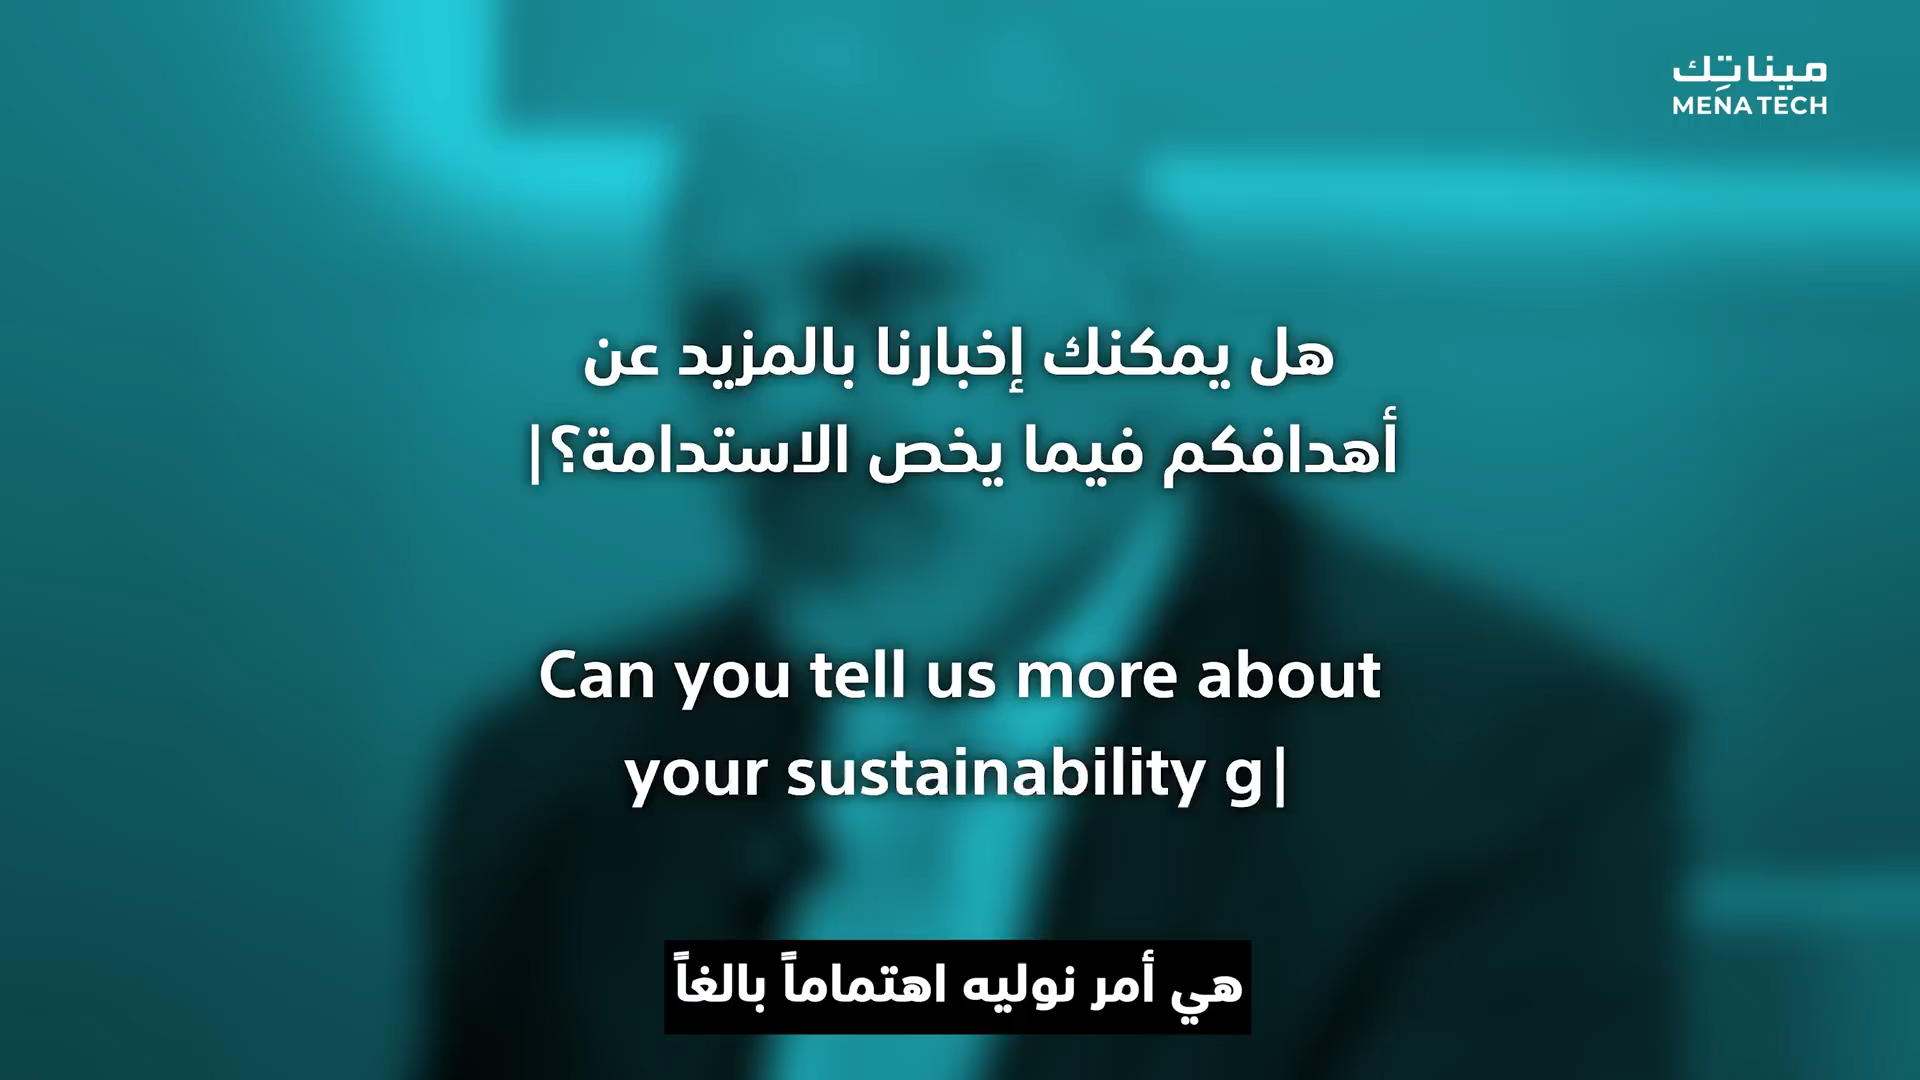 ميناتِك
MENA TECH
هل يمكنك إخبارنا بالمزيد عن
أهدافكم فيما يخص الاستدامة؟|
Can you tell us more about
your sustainability g|
هي أمر نوليه اهتماماً بالغاً